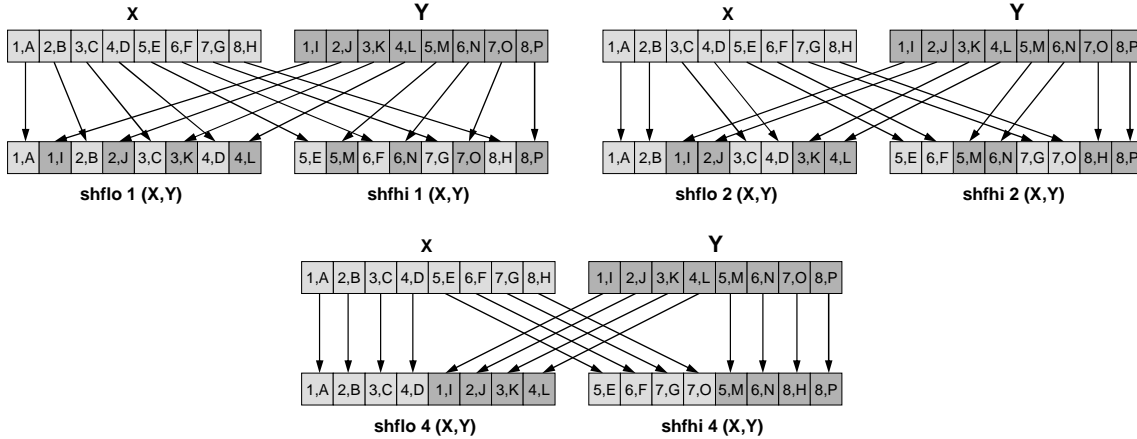 X Y
1,A 2,B 3,C 4,D 5,E 6,F 7,G 8,H 1,I 2,J 3,K 4,L 5,M 6,N 7,O 8,P
1,A 1,I 2,B 2,J 3,C 3,K 4,D 4,L 5,E 5,M 6,F 6,N 7,G 7,O 8,H 8,P
shflo 1 (X,Y) shfhi 1 (X,Y)
X Y
1,A 2,B 3,C 4,D 5,E 6,F 7,G 8,H 1,I 2,J 3,K 4,L 5,M 6,N 7,O 8,P
1,A 2,B 1,I 2,J 3,C 4,D 3,K 4,L 5,E 6,F 5,M 6,N 7,G 7,O 8,H 8,P
shflo 2 (X,Y) shfhi 2 (X,Y)
X Y
1,A 2,B 3,C 4,D 5,E 6,F 7,G 8,H 1,I 2,J 3,K 4,L 5,M 6,N 7,O 8,P
1,A 2,B 3,C 4,D 1,I 2,J 3,K 4,L 5,E 6,F 7,G 7,O 5,M 6,N 8,H 8,P
shflo 4 (X,Y) shfhi 4 (X,Y)